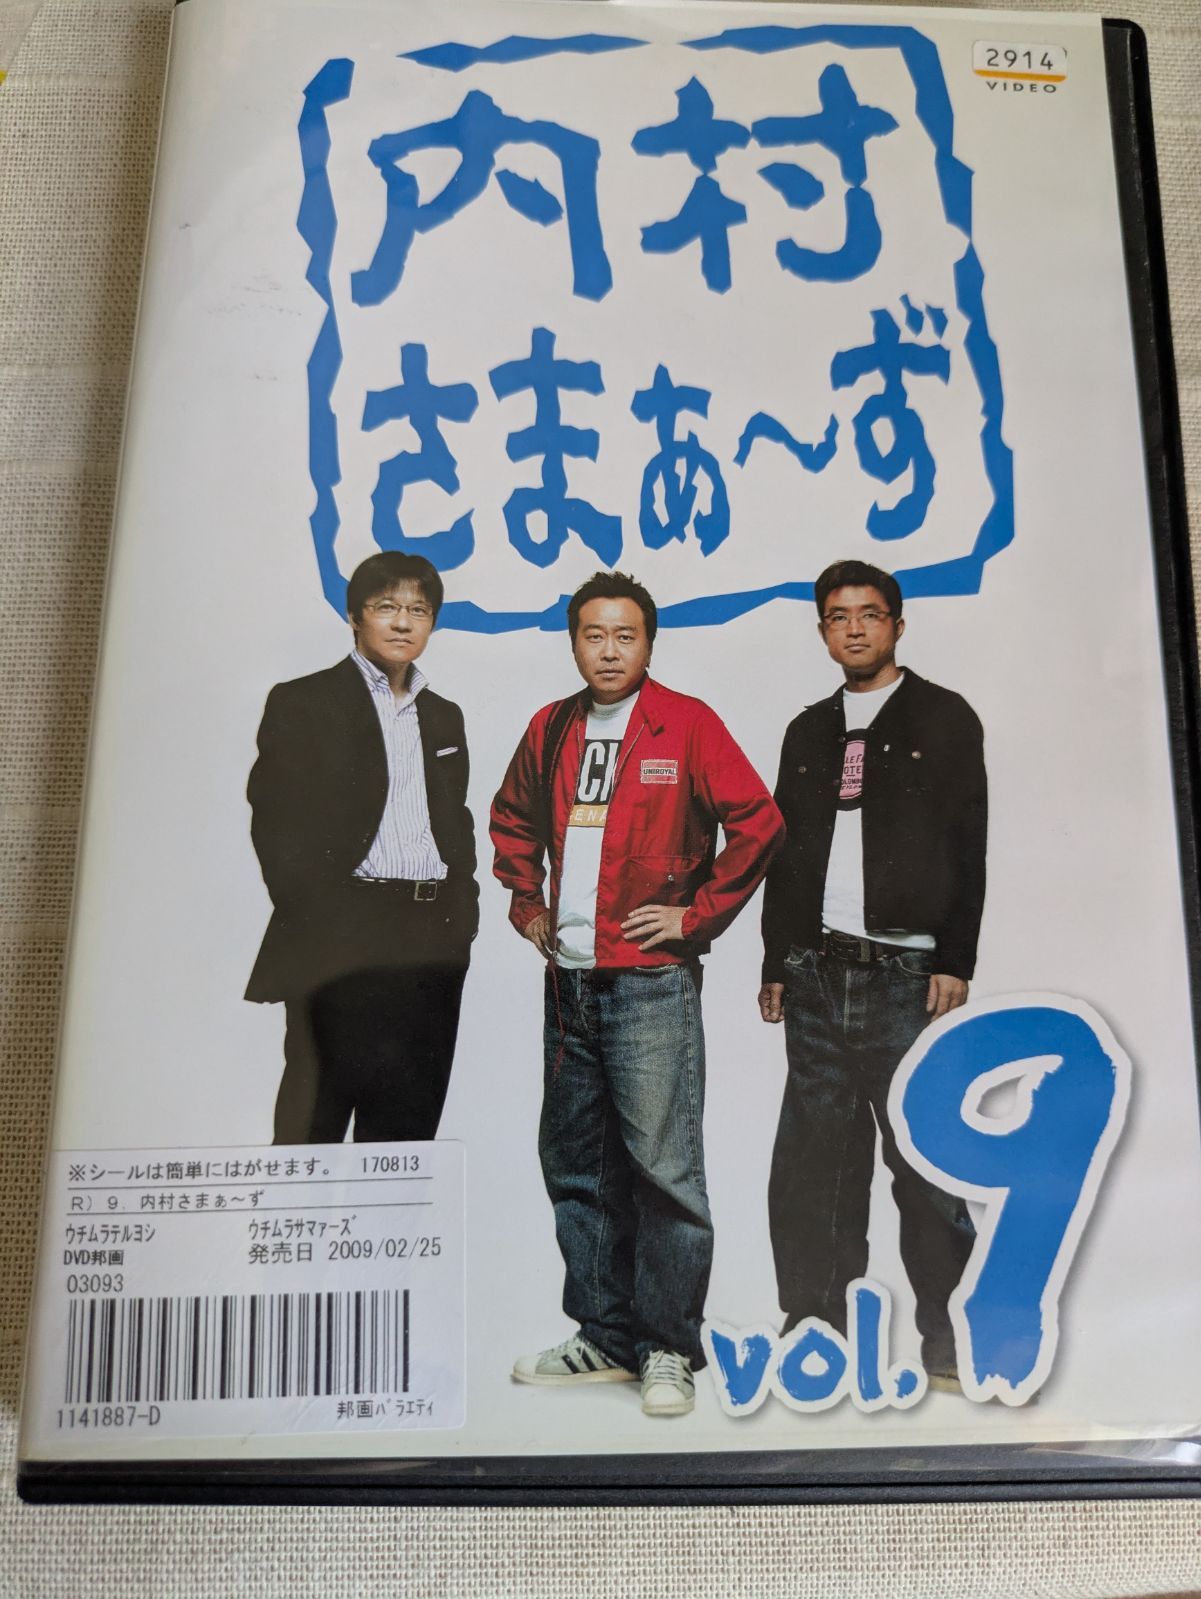 2914
VIDEO
内村
さまぁ〜ず
UNIROYAL
vol.9
※シールは簡単にはがせます。 170813
R) 9. 内村さまぁ〜ず
ｳﾁﾑﾗﾃﾙﾖｼ ｳﾁﾑﾗｻﾏｧｰｽﾞ
DVD邦画 発売日 2009/02/25
03093
1141887-D 邦画ﾊﾞﾗｴﾃｨ